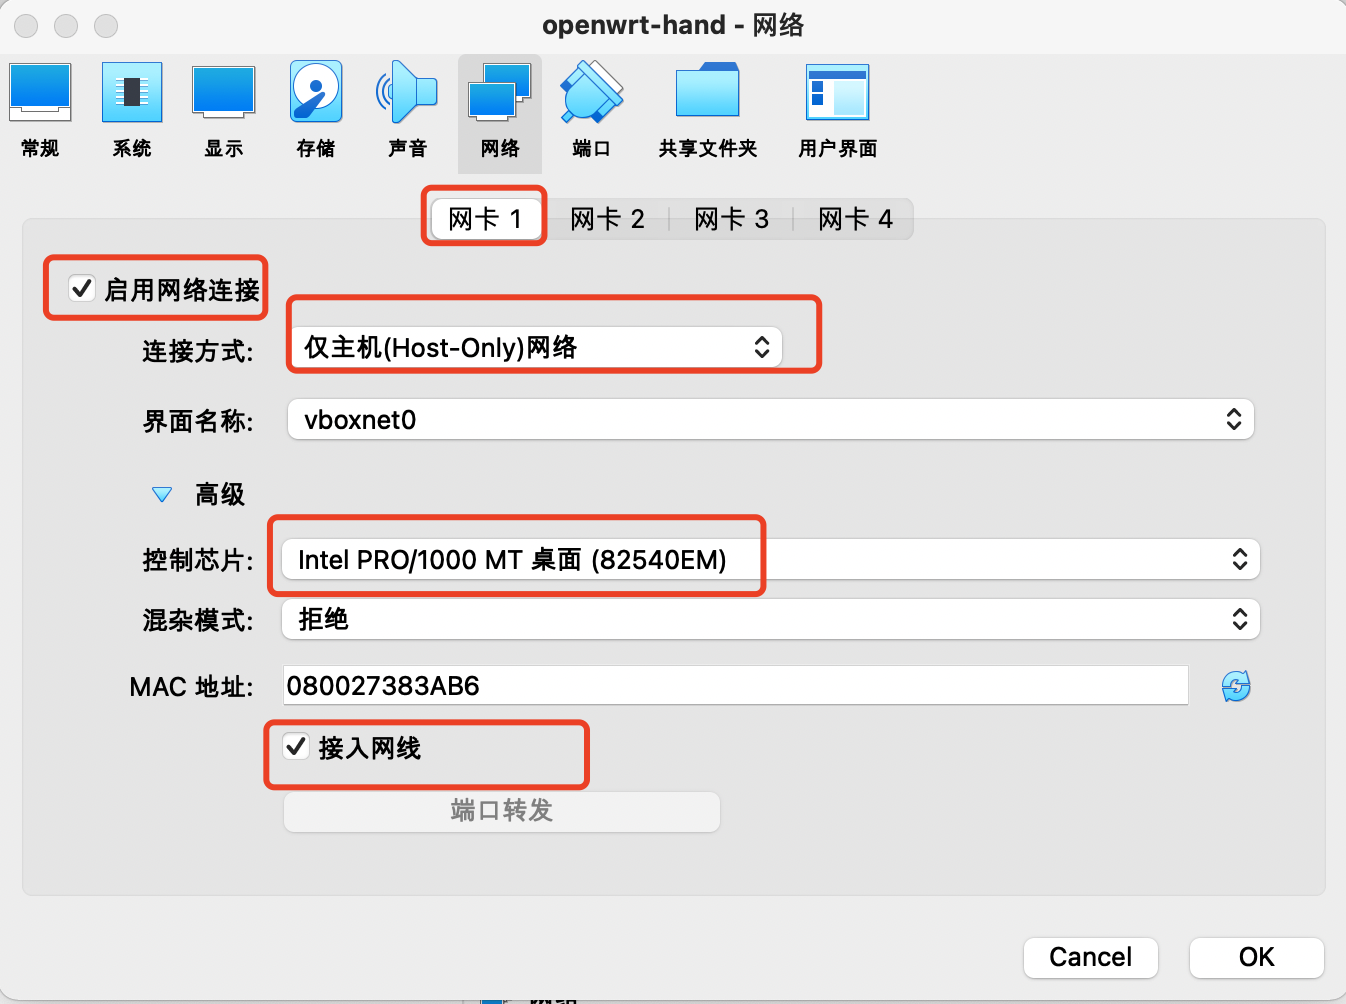 openwrt-hand - 网络
常规 系统 显示 存储 声音 网络 端口 共享文件夹 用户界面
网卡 1 网卡 2 网卡 3 网卡 4
启用网络连接
连接方式: 仅主机(Host-Only)网络
界面名称: vboxnet0
高级
控制芯片: Intel PRO/1000 MT 桌面 (82540EM)
混杂模式: 拒绝
MAC 地址: 080027383AB6
接入网线
端口转发
Cancel OK